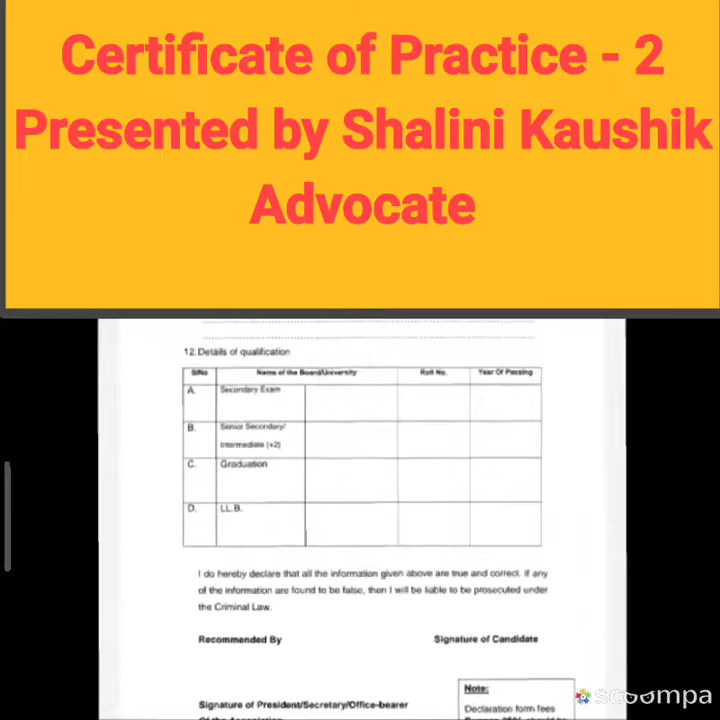 Certificate of Practice - 2
Presented by Shalini Kaushik
Advocate
12.Details of qualification
Sl№ Name of the Board/University Roll No. Year Of Passing
A. Secondary Exam
B. Senior Secondary/
Intermediate (+2)
C. Graduation
D. LL.B.
I do hereby declare that all the information given above are true and correct. If any
of the information are found to be false, then I will be liable to be prosecuted under
the Criminal Law.
Recommended By Signature of Candidate
Note:
Signature of President/Secretary/Office-bearer
Declaration form fees
scoompa